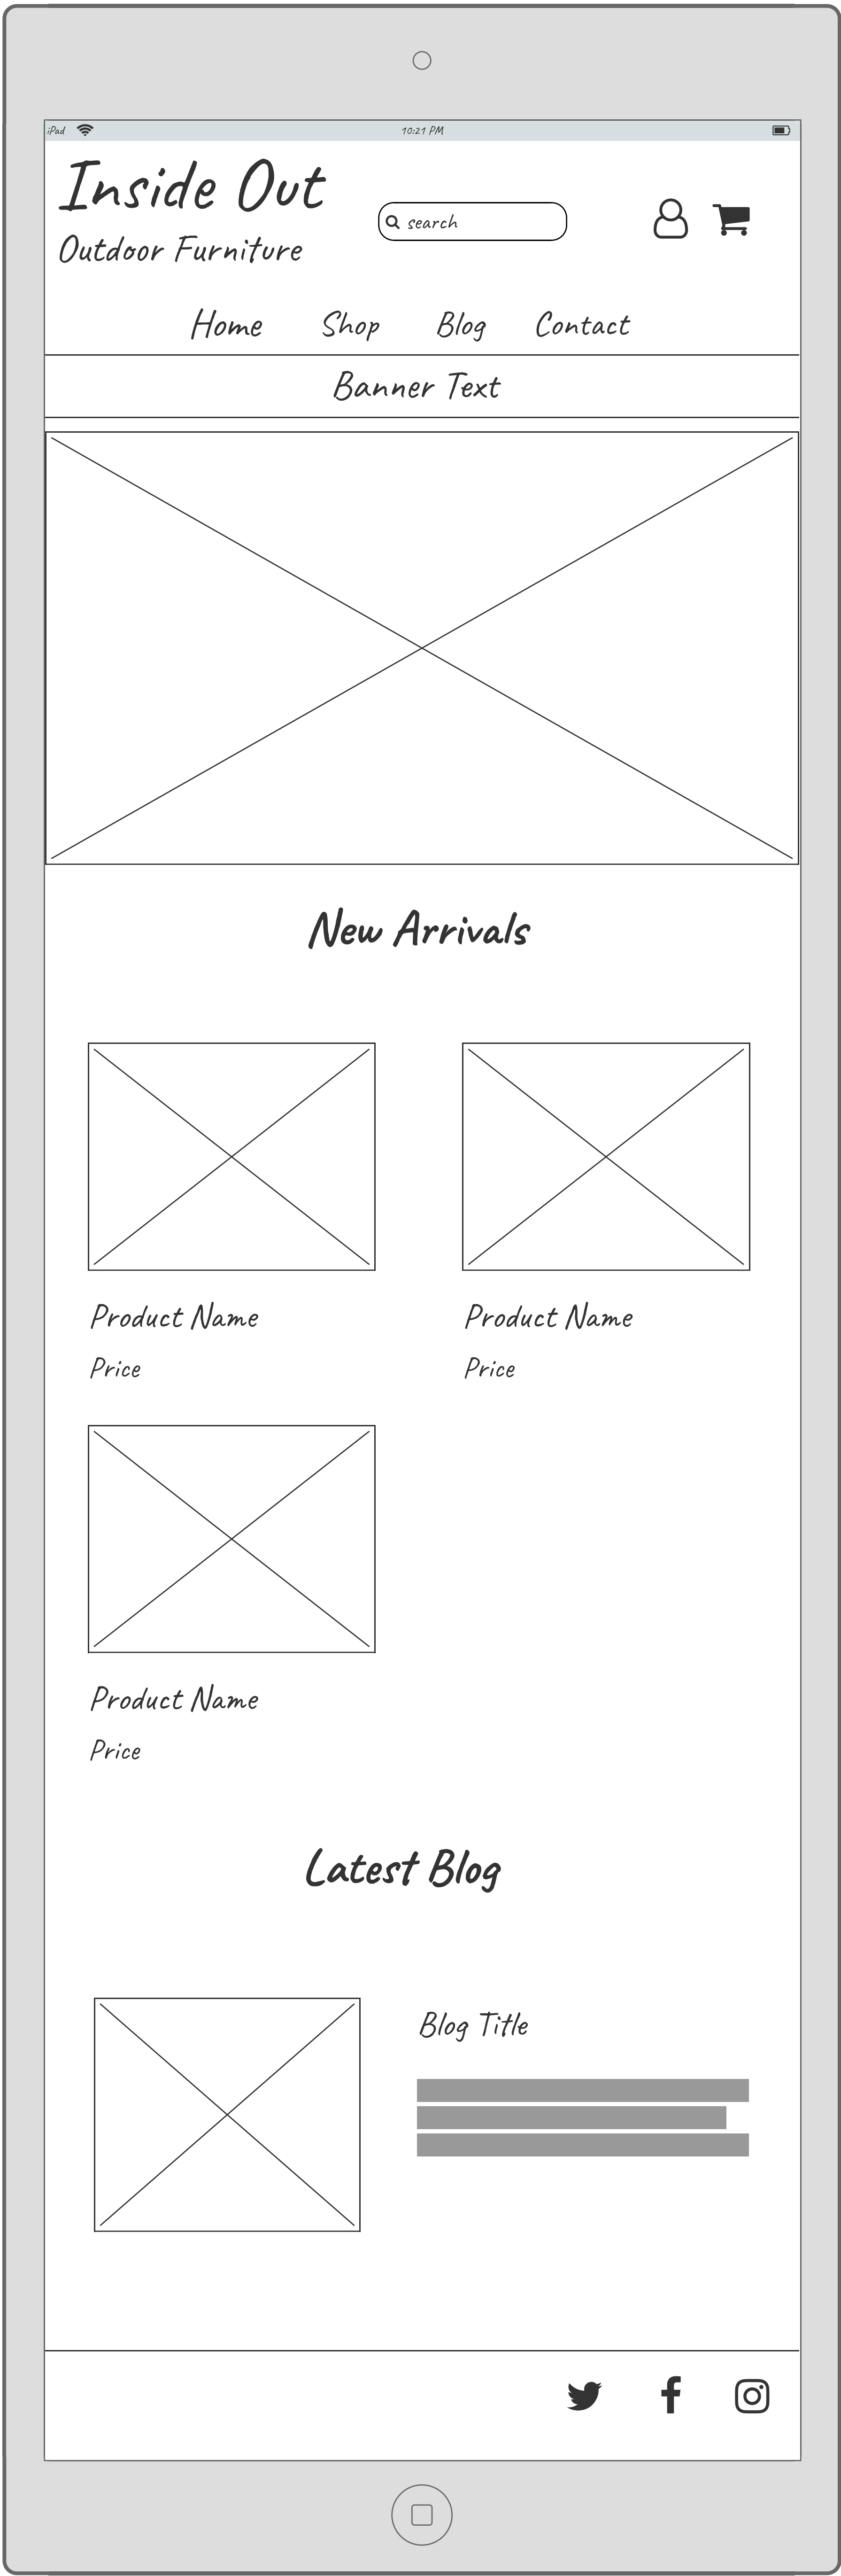 iPad 10:21 PM
Inside Out
Outdoor Furniture
search
Home Shop Blog Contact
Banner Text
New Arrivals
Product Name Product Name
Price Price
Product Name
Price
Latest Blog
Blog Title